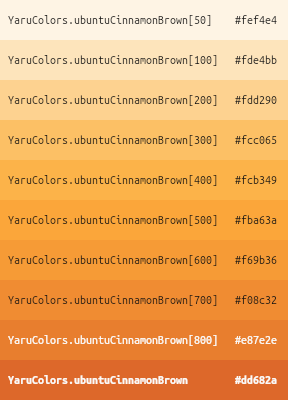 YaruColors.ubuntuCinnamonBrown[50] #fef4e4
YaruColors.ubuntuCinnamonBrown[100] #fde4bb
YaruColors.ubuntuCinnamonBrown[200] #fdd290
YaruColors.ubuntuCinnamonBrown[300] #fcc065
YaruColors.ubuntuCinnamonBrown[400] #fcb349
YaruColors.ubuntuCinnamonBrown[500] #fba63a
YaruColors.ubuntuCinnamonBrown[600] #f69b36
YaruColors.ubuntuCinnamonBrown[700] #f08c32
YaruColors.ubuntuCinnamonBrown[800] #e87e2e
YaruColors.ubuntuCinnamonBrown #dd682a